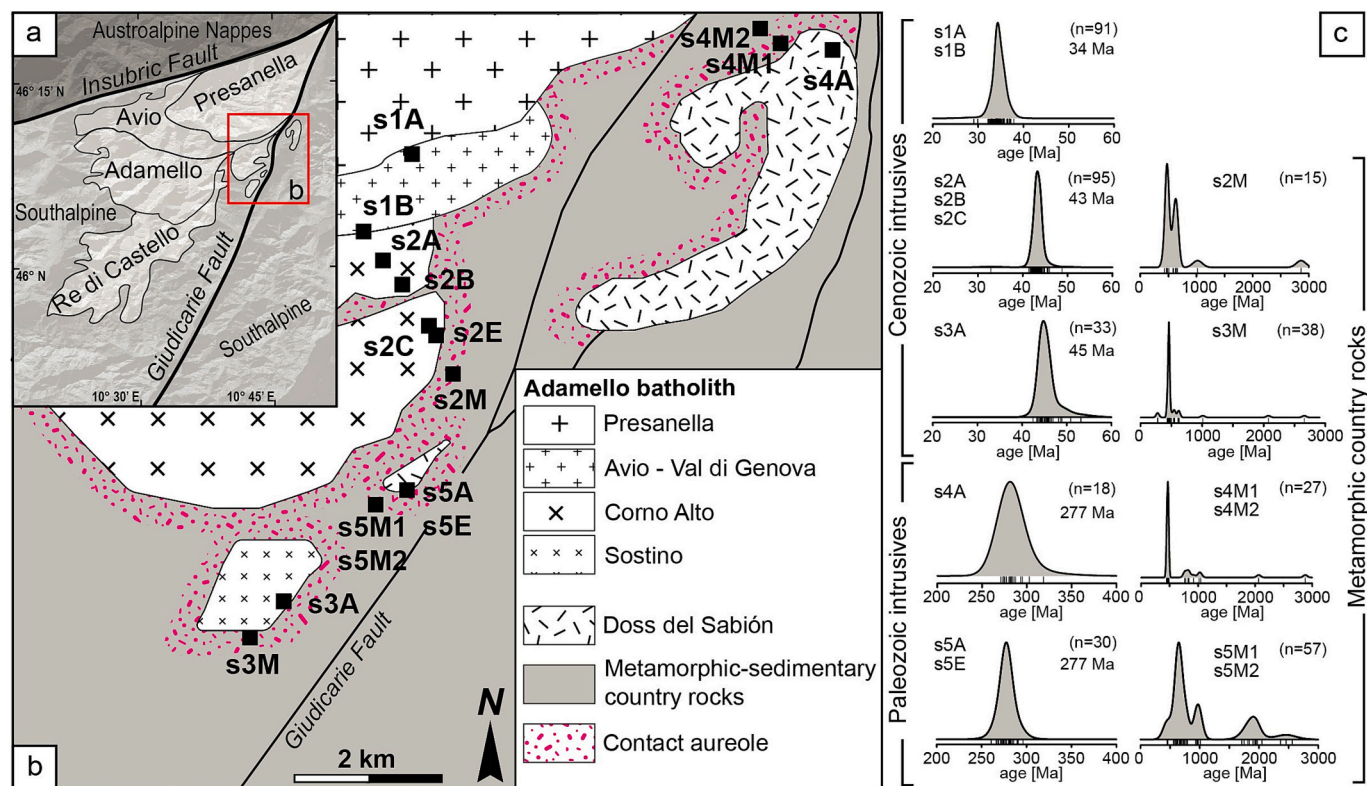 a
Austroalpine Nappes
Insubric Fault
46° 15’ N
Presanella
Avio
Adamello
b
Southalpine
46° N
Re di Castello
Giudicarie Fault
Southalpine
10° 30’ E
10° 45’ E
s4M2
s4M1
s4A
s1A
s1B
s2A
s2B
s2E
s2C
s2M
s5A
s5M1
s5E
s5M2
s3A
s3M
Giudicarie Fault
N
2 km
b
Adamello batholith
Presanella
Avio - Val di Genova
Corno Alto
Sostino
Doss del Sabión
Metamorphic-sedimentary
country rocks
Contact aureole
c
Cenozoic intrusives
Paleozoic intrusives
Metamorphic country rocks
s1A
s1B
(n=91)
34 Ma
20 30 40 50 60
age [Ma]
s2A
s2B
s2C
(n=95)
43 Ma
20 30 40 50 60
age [Ma]
s2M (n=15)
0 1000 2000 3000
age [Ma]
s3A
(n=33)
45 Ma
20 30 40 50 60
age [Ma]
s3M (n=38)
0 1000 2000 3000
age [Ma]
s4A
(n=18)
277 Ma
200 250 300 350 400
age [Ma]
s4M1
s4M2
(n=27)
0 1000 2000 3000
age [Ma]
s5A
s5E
(n=30)
277 Ma
200 250 300 350 400
age [Ma]
s5M1
s5M2
(n=57)
0 500 1000 1500 2000 2500 3000
age [Ma]